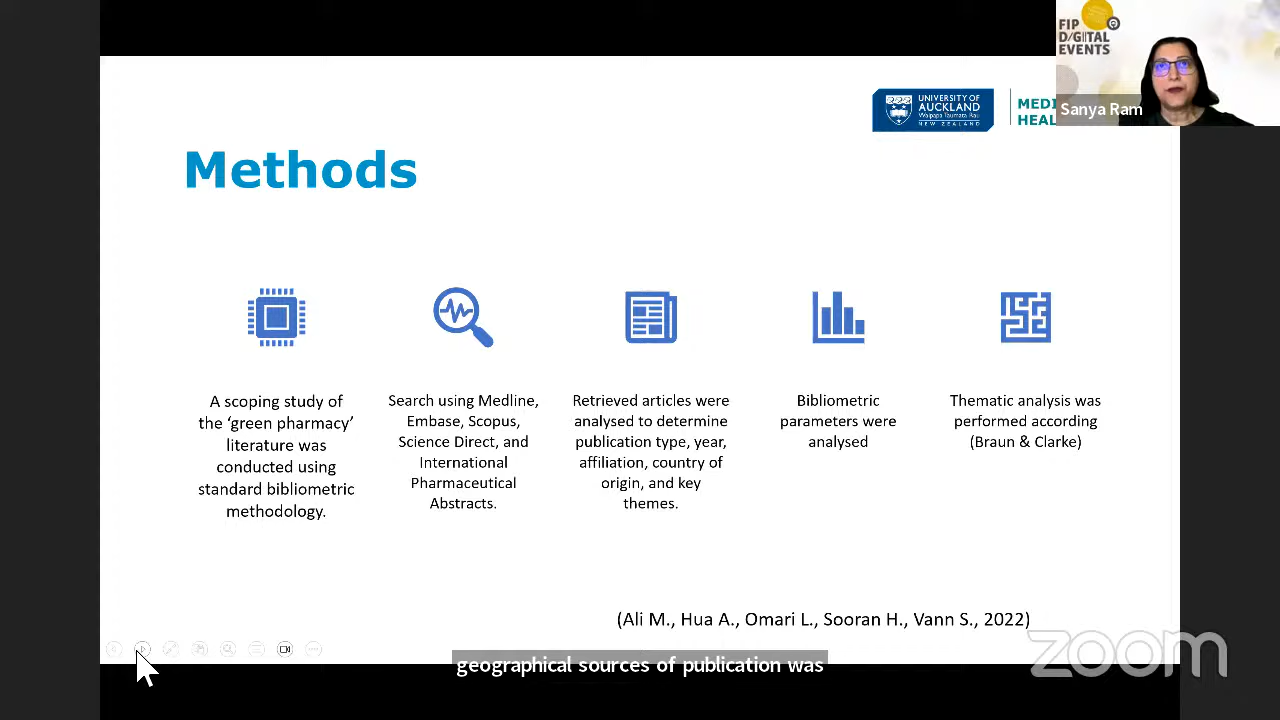 FIP
D/GITAL
EVENTS
Sanya Ram
UNIVERSITY OF
AUCKLAND
Waipapa Taumata Rau
NEW ZEALAND
MEDI
HEAL
Methods
A scoping study of
the ‘green pharmacy’
literature was
conducted using
standard bibliometric
methodology.
Search using Medline,
Embase, Scopus,
Science Direct, and
International
Pharmaceutical
Abstracts.
Retrieved articles were
analysed to determine
publication type, year,
affiliation, country of
origin, and key
themes.
Bibliometric
parameters were
analysed
Thematic analysis was
performed according
(Braun & Clarke)
(Ali M., Hua A., Omari L., Sooran H., Vann S., 2022)
geographical sources of publication was
zoom